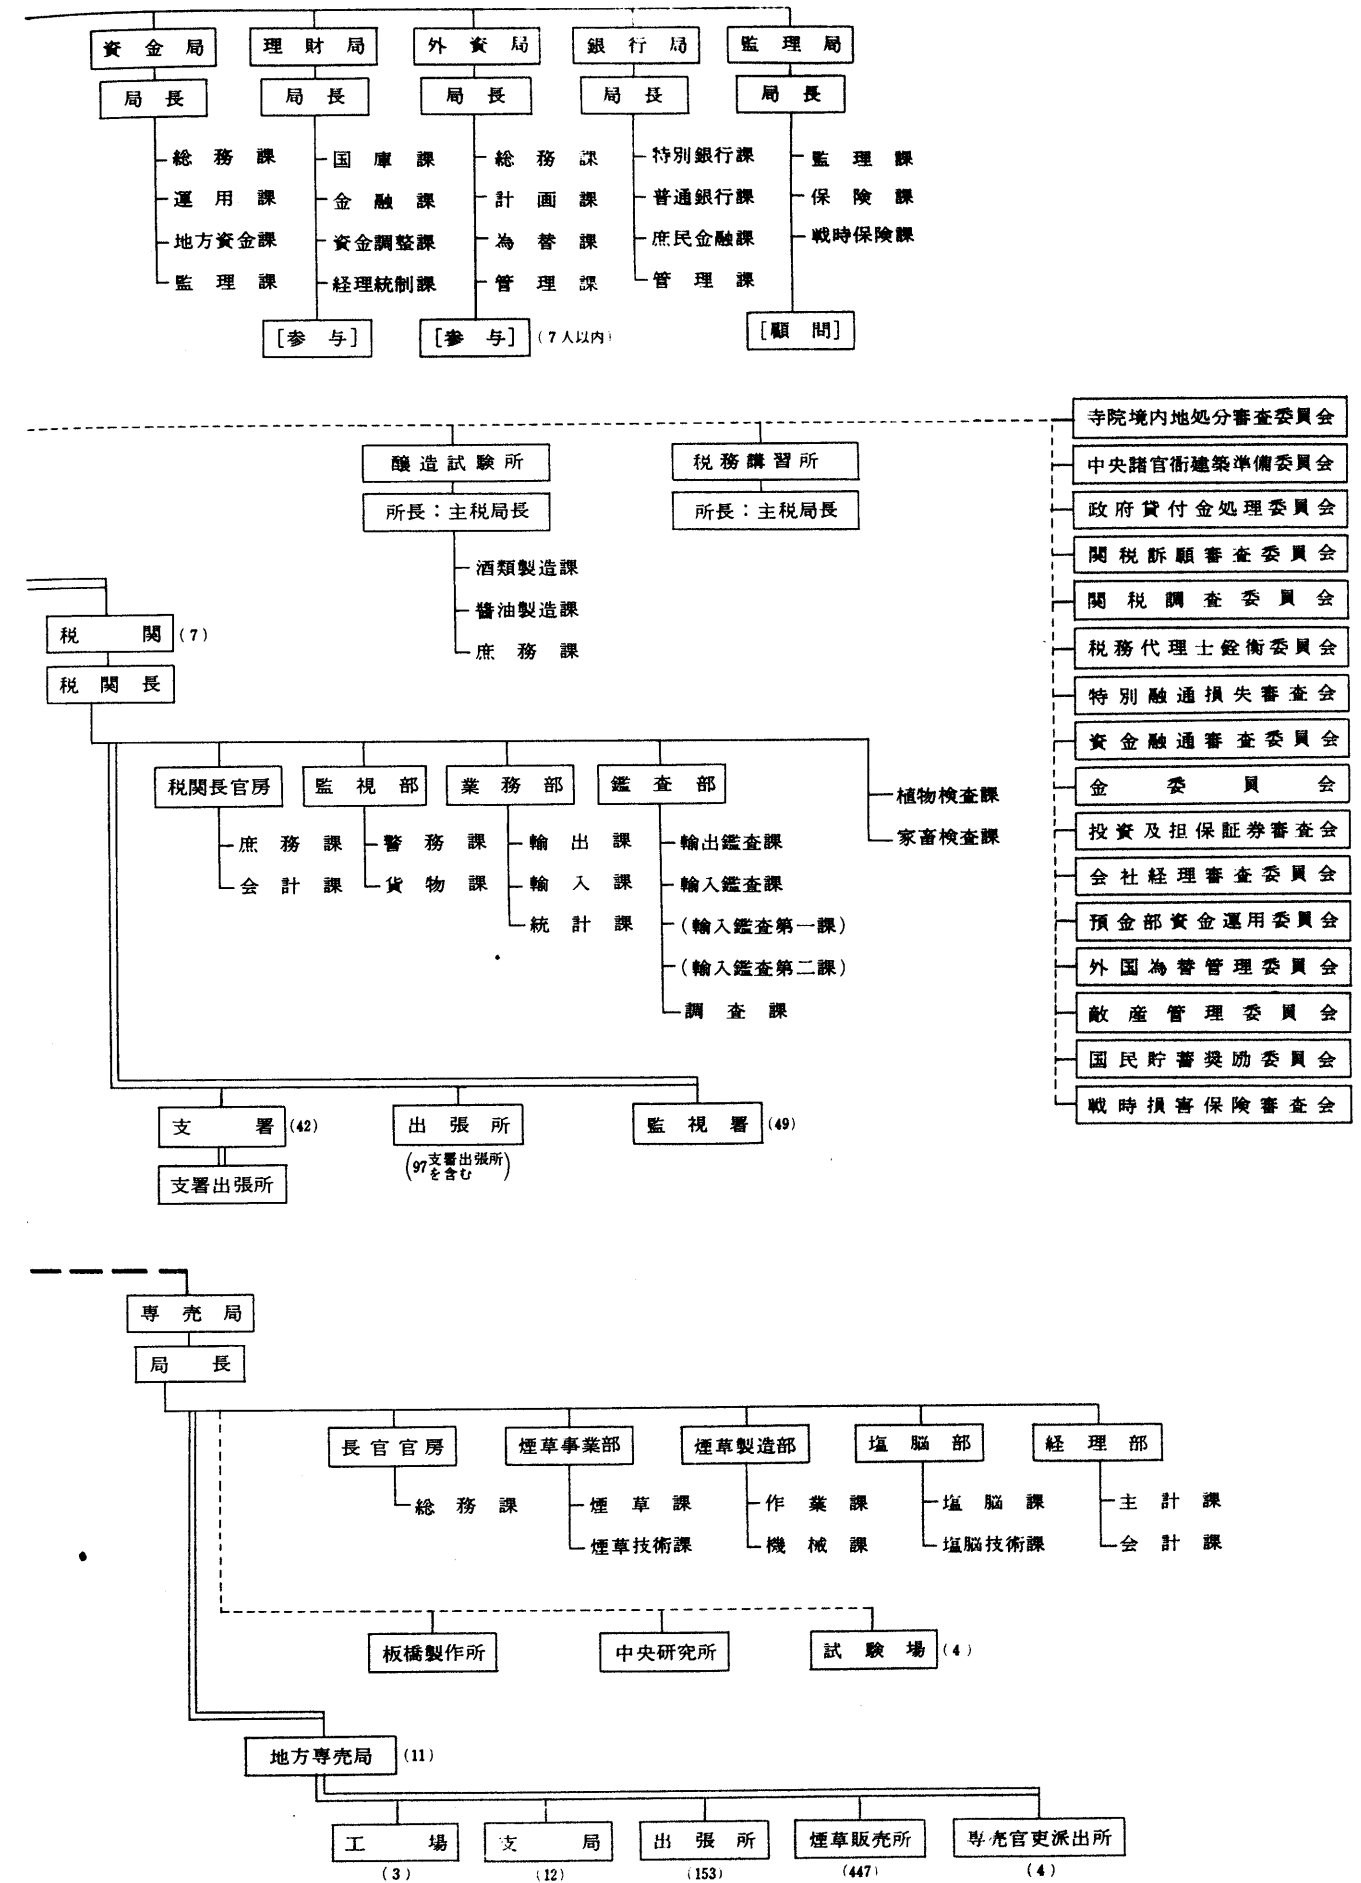 資金局 理財局 外資局 銀行局 監理局
局長 局長 局長 局長 局長
総務課 国庫課 総務課 特別銀行課 監理課
運用課 金融課 計画課 普通銀行課 保険課
地方資金課 資金調整課 為替課 庶民金融課 戦時保険課
監理課 経理統制課 管理課 管理課
[参与] [参与] (7人以内) [顧問]
寺院境内地処分審査委員会
中央諸官衙建築準備委員会
政府貸付金処理委員会
関税訴願審査委員会
関税調査委員会
税務代理士銓衡委員会
特別融通損失審査会
資金融通審査委員会
金委員会
投資及担保証券審査会
会社経理審査委員会
預金部資金運用委員会
外国為替管理委員会
敵産管理委員会
国民貯蓄奨励委員会
戦時損害保険審査会
醸造試験所 税務講習所
所長：主税局長 所長：主税局長
酒類製造課
醬油製造課
庶務課
税関 (7)
税関長
税関長官房 監視部 業務部 鑑査部
植物検査課
家畜検査課
庶務課 警務課 輸出課 輸出鑑査課
会計課 貨物課 輸入課 輸入鑑査課
統計課 (輸入鑑査第一課)
(輸入鑑査第二課)
調査課
支署 (42) 出張所 監視署 (49)
(97支署出張所を含む)
支署出張所
専売局
局長
長官官房 煙草事業部 煙草製造部 塩脳部 経理部
総務課 煙草課 作業課 塩脳課 主計課
煙草技術課 機械課 塩脳技術課 会計課
板橋製作所 中央研究所 試験場 (4)
地方専売局 (11)
工場 支局 出張所 煙草販売所 専売官吏派出所
(3) (12) (153) (447) (4)